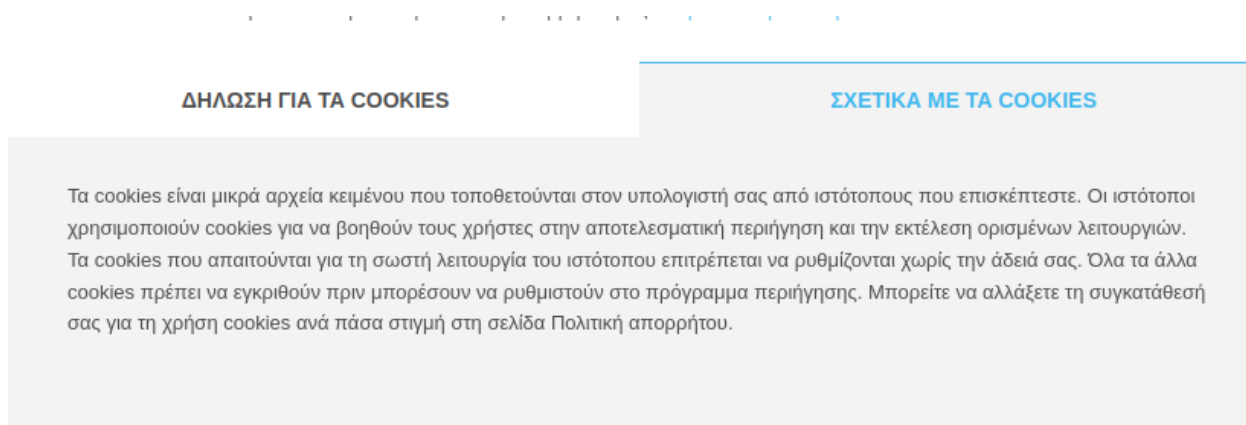 ΔΗΛΩΣΗ ΓΙΑ ΤΑ COOKIES
ΣΧΕΤΙΚΑ ΜΕ ΤΑ COOKIES
Τα cookies είναι μικρά αρχεία κειμένου που τοποθετούνται στον υπολογιστή σας από ιστότοπους που επισκέπτεστε. Οι ιστότοποι
χρησιμοποιούν cookies για να βοηθούν τους χρήστες στην αποτελεσματική περιήγηση και την εκτέλεση ορισμένων λειτουργιών.
Τα cookies που απαιτούνται για τη σωστή λειτουργία του ιστότοπου επιτρέπεται να ρυθμίζονται χωρίς την άδειά σας. Όλα τα άλλα
cookies πρέπει να εγκριθούν πριν μπορέσουν να ρυθμιστούν στο πρόγραμμα περιήγησης. Μπορείτε να αλλάξετε τη συγκατάθεσή
σας για τη χρήση cookies ανά πάσα στιγμή στη σελίδα Πολιτική απορρήτου.